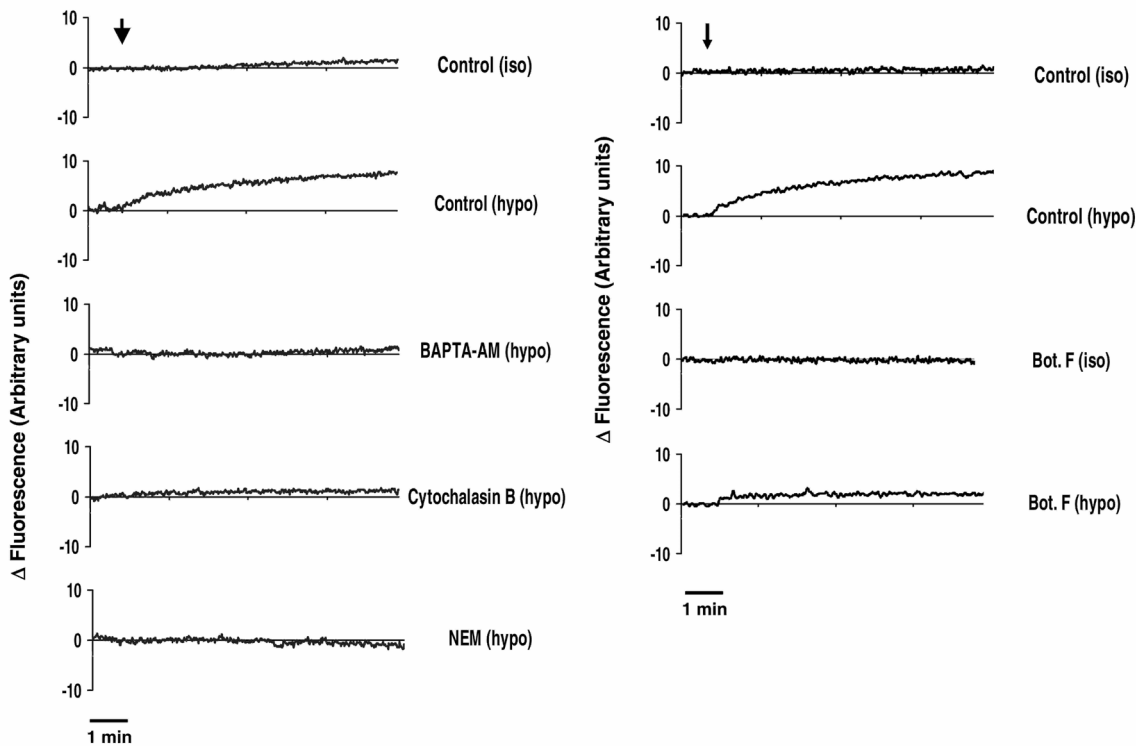 Δ Fluorescence (Arbitrary units)
10
0
-10
Control (iso)
10
0
-10
Control (hypo)
10
0
-10
BAPTA-AM (hypo)
10
0
-10
Cytochalasin B (hypo)
10
0
-10
NEM (hypo)
1 min
Δ Fluorescence (Arbitrary units)
10
0
-10
Control (iso)
10
0
-10
Control (hypo)
10
0
-10
Bot. F (iso)
10
0
-10
Bot. F (hypo)
1 min